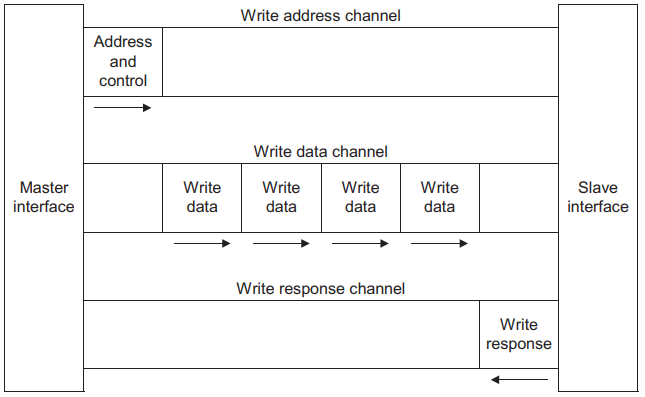 Write address channel
Address
and
control
Write data channel
Master
interface
Write
data
Write
data
Write
data
Write
data
Slave
interface
Write response channel
Write
response